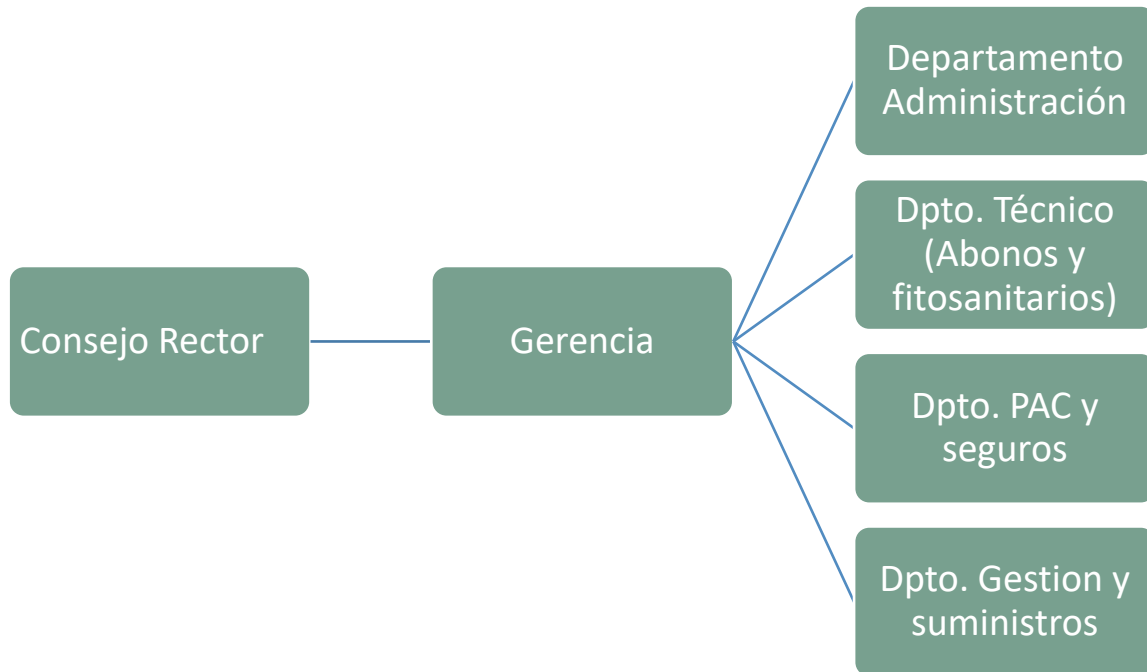 Consejo Rector
Gerencia
Departamento
Administración
Dpto. Técnico
(Abonos y
fitosanitarios)
Dpto. PAC y
seguros
Dpto. Gestion y
suministros